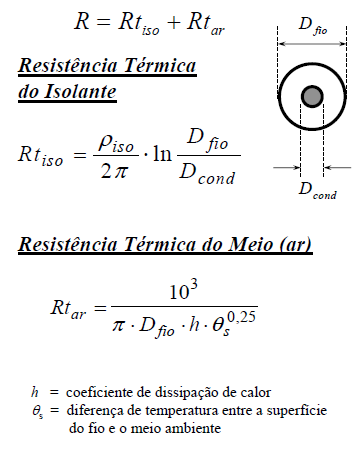 R = Rt_iso + Rt_ar
D_fio
Resistência Térmica
do Isolante
Rt_iso = ρ_iso / 2π · ln D_fio / D_cond
D_cond
Resistência Térmica do Meio (ar)
Rt_ar = 10^3 / π · D_fio · h · θ_s^0,25
h = coeficiente de dissipação de calor
θ_s = diferença de temperatura entre a superfície
do fio e o meio ambiente